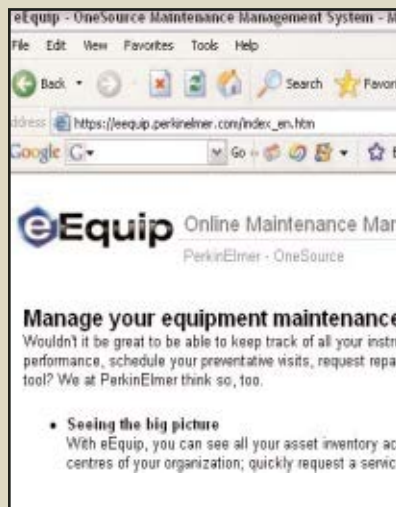 eEquip - OneSource Maintenance Management System - M
File Edit View Favorites Tools Help
Back Search Favori
Address https://eequip.perkinelmer.com/index_en.htm
Google G Go
eEquip Online Maintenance Mar
PerkinElmer - OneSource
Manage your equipment maintenance
Wouldn't it be great to be able to keep track of all your instr
performance, schedule your preventative visits, request repa
tool? We at PerkinElmer think so, too.
• Seeing the big picture
With eEquip, you can see all your asset inventory ac
centres of your organization; quickly request a servic